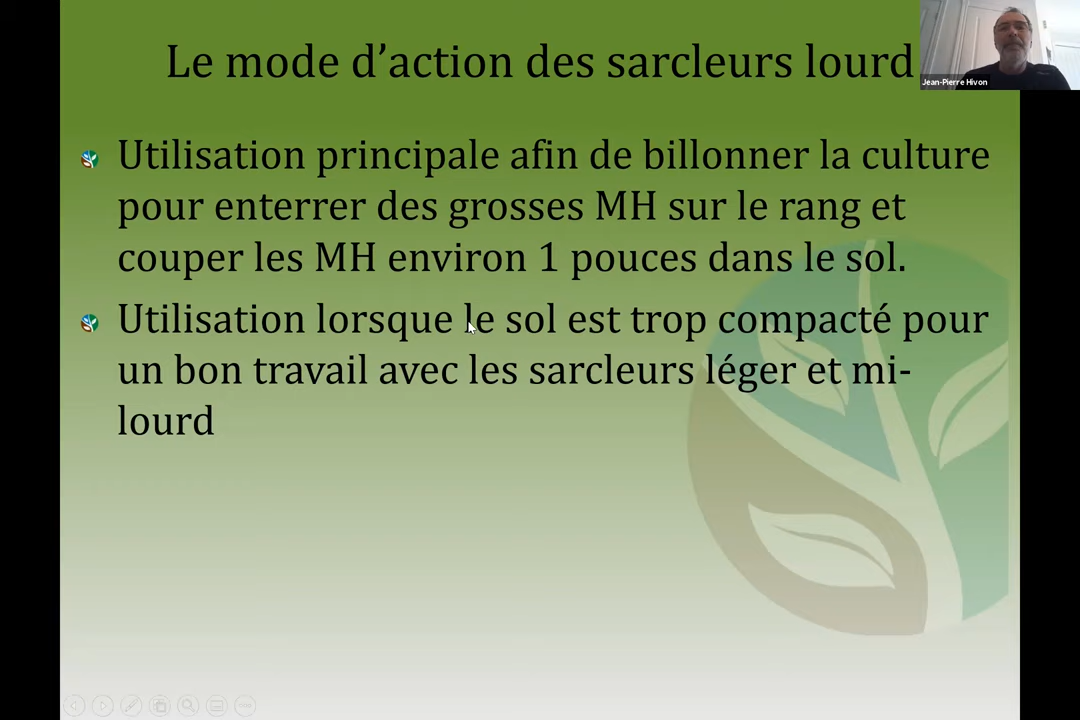 Le mode d’action des sarcleurs lourd
Jean-Pierre Hivon
Utilisation principale afin de billonner la culture
pour enterrer des grosses MH sur le rang et
couper les MH environ 1 pouces dans le sol.
Utilisation lorsque le sol est trop compacté pour
un bon travail avec les sarcleurs léger et mi-
lourd